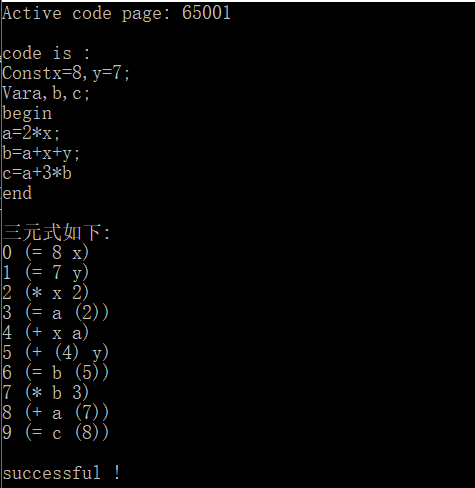 Active code page: 65001
code is :
Constx=8,y=7;
Vara,b,c;
begin
a=2*x;
b=a+x+y;
c=a+3*b
end
三元式如下:
0 (= 8 x)
1 (= 7 y)
2 (* x 2)
3 (= a (2))
4 (+ x a)
5 (+ (4) y)
6 (= b (5))
7 (* b 3)
8 (+ a (7))
9 (= c (8))
successful !